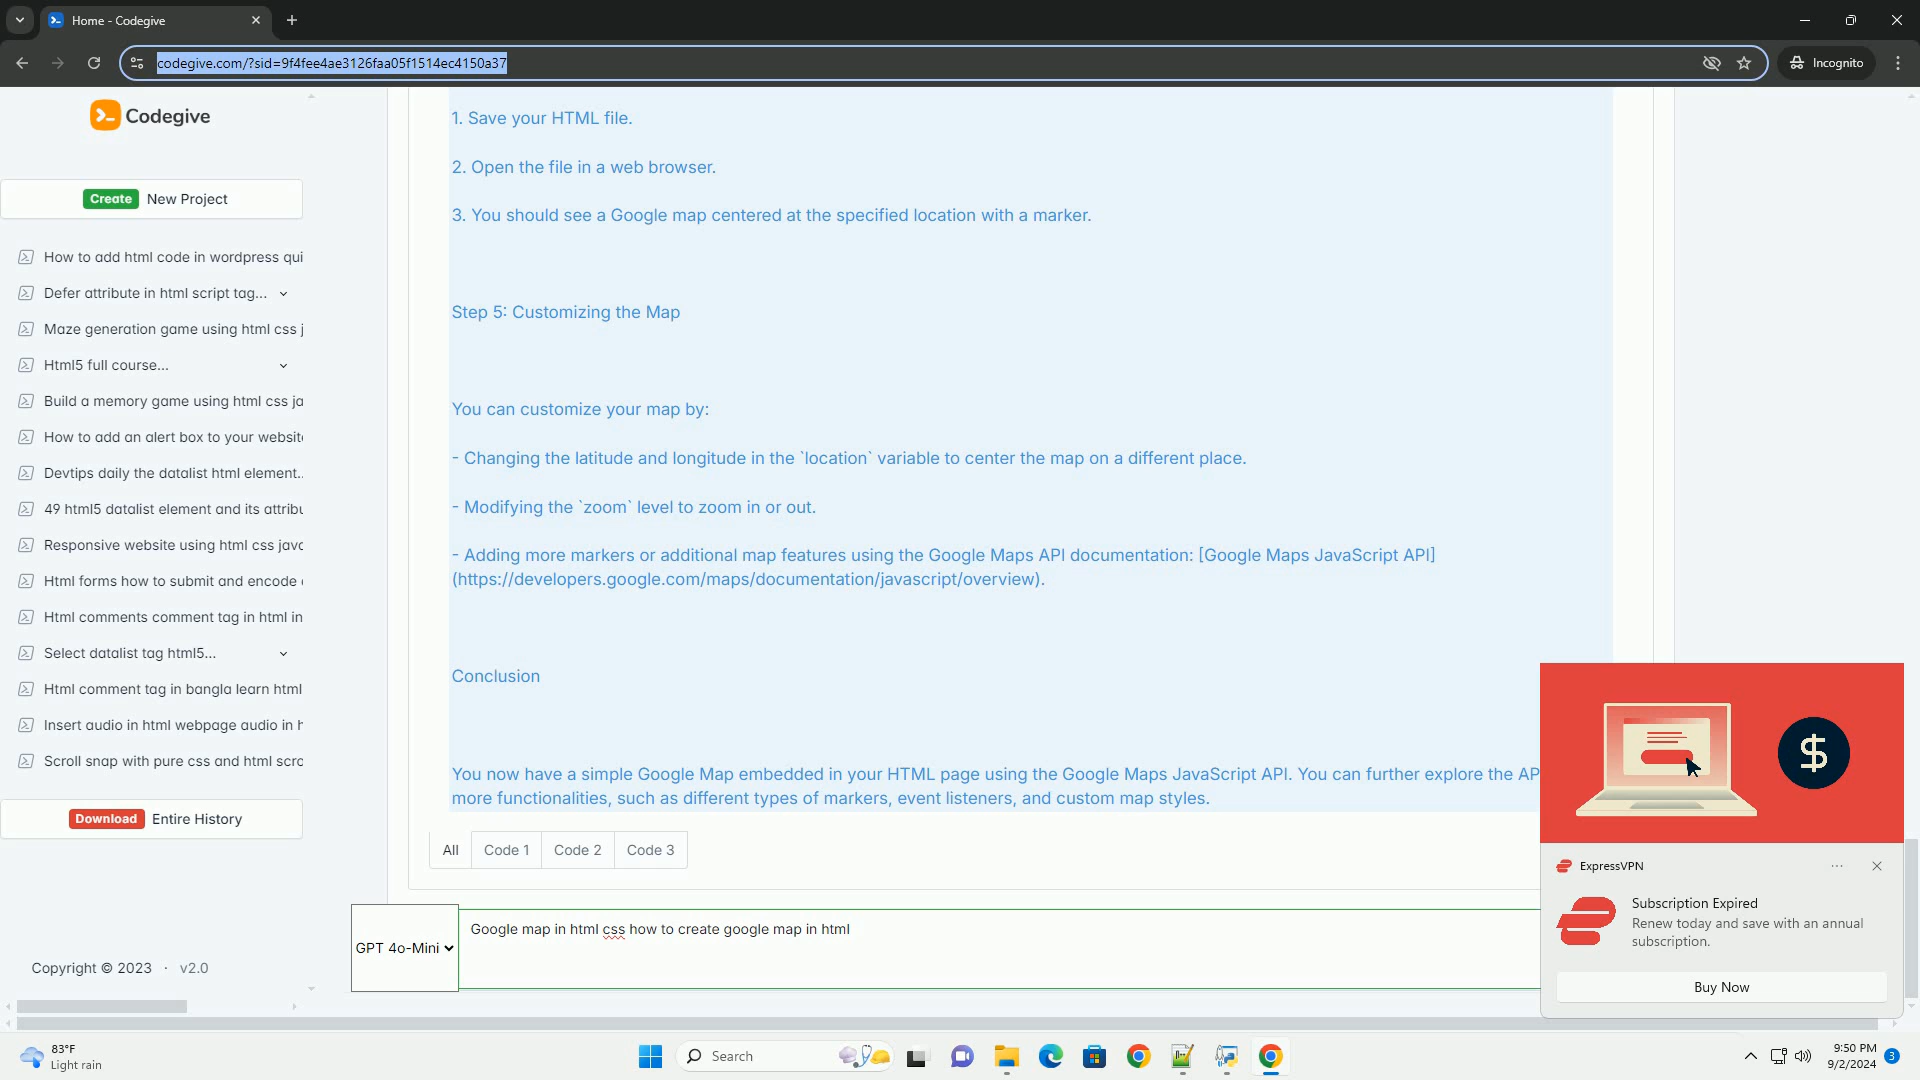 Home - Codegive
codegive.com/?sid=9f4fee4ae3126faa05f1514ec4150a37
Incognito
Codegive
Create New Project
How to add html code in wordpress qui
Defer attribute in html script tag...
Maze generation game using html css j
Html5 full course...
Build a memory game using html css ja
How to add an alert box to your websit
Devtips daily the datalist html element..
49 html5 datalist element and its attribu
Responsive website using html css java
Html forms how to submit and encode
Html comments comment tag in html in
Select datalist tag html5...
Html comment tag in bangla learn html
Insert audio in html webpage audio in h
Scroll snap with pure css and html scro
Download Entire History
Copyright © 2023 · v2.0
1. Save your HTML file.
2. Open the file in a web browser.
3. You should see a Google map centered at the specified location with a marker.
Step 5: Customizing the Map
You can customize your map by:
- Changing the latitude and longitude in the `location` variable to center the map on a different place.
- Modifying the `zoom` level to zoom in or out.
- Adding more markers or additional map features using the Google Maps API documentation: [Google Maps JavaScript API]
(https://developers.google.com/maps/documentation/javascript/overview).
Conclusion
You now have a simple Google Map embedded in your HTML page using the Google Maps JavaScript API. You can further explore the AP
more functionalities, such as different types of markers, event listeners, and custom map styles.
All Code 1 Code 2 Code 3
GPT 4o-Mini
Google map in html css how to create google map in html
$
ExpressVPN
Subscription Expired
Renew today and save with an annual
subscription.
Buy Now
83°F
Light rain
Search
9:50 PM
9/2/2024
3